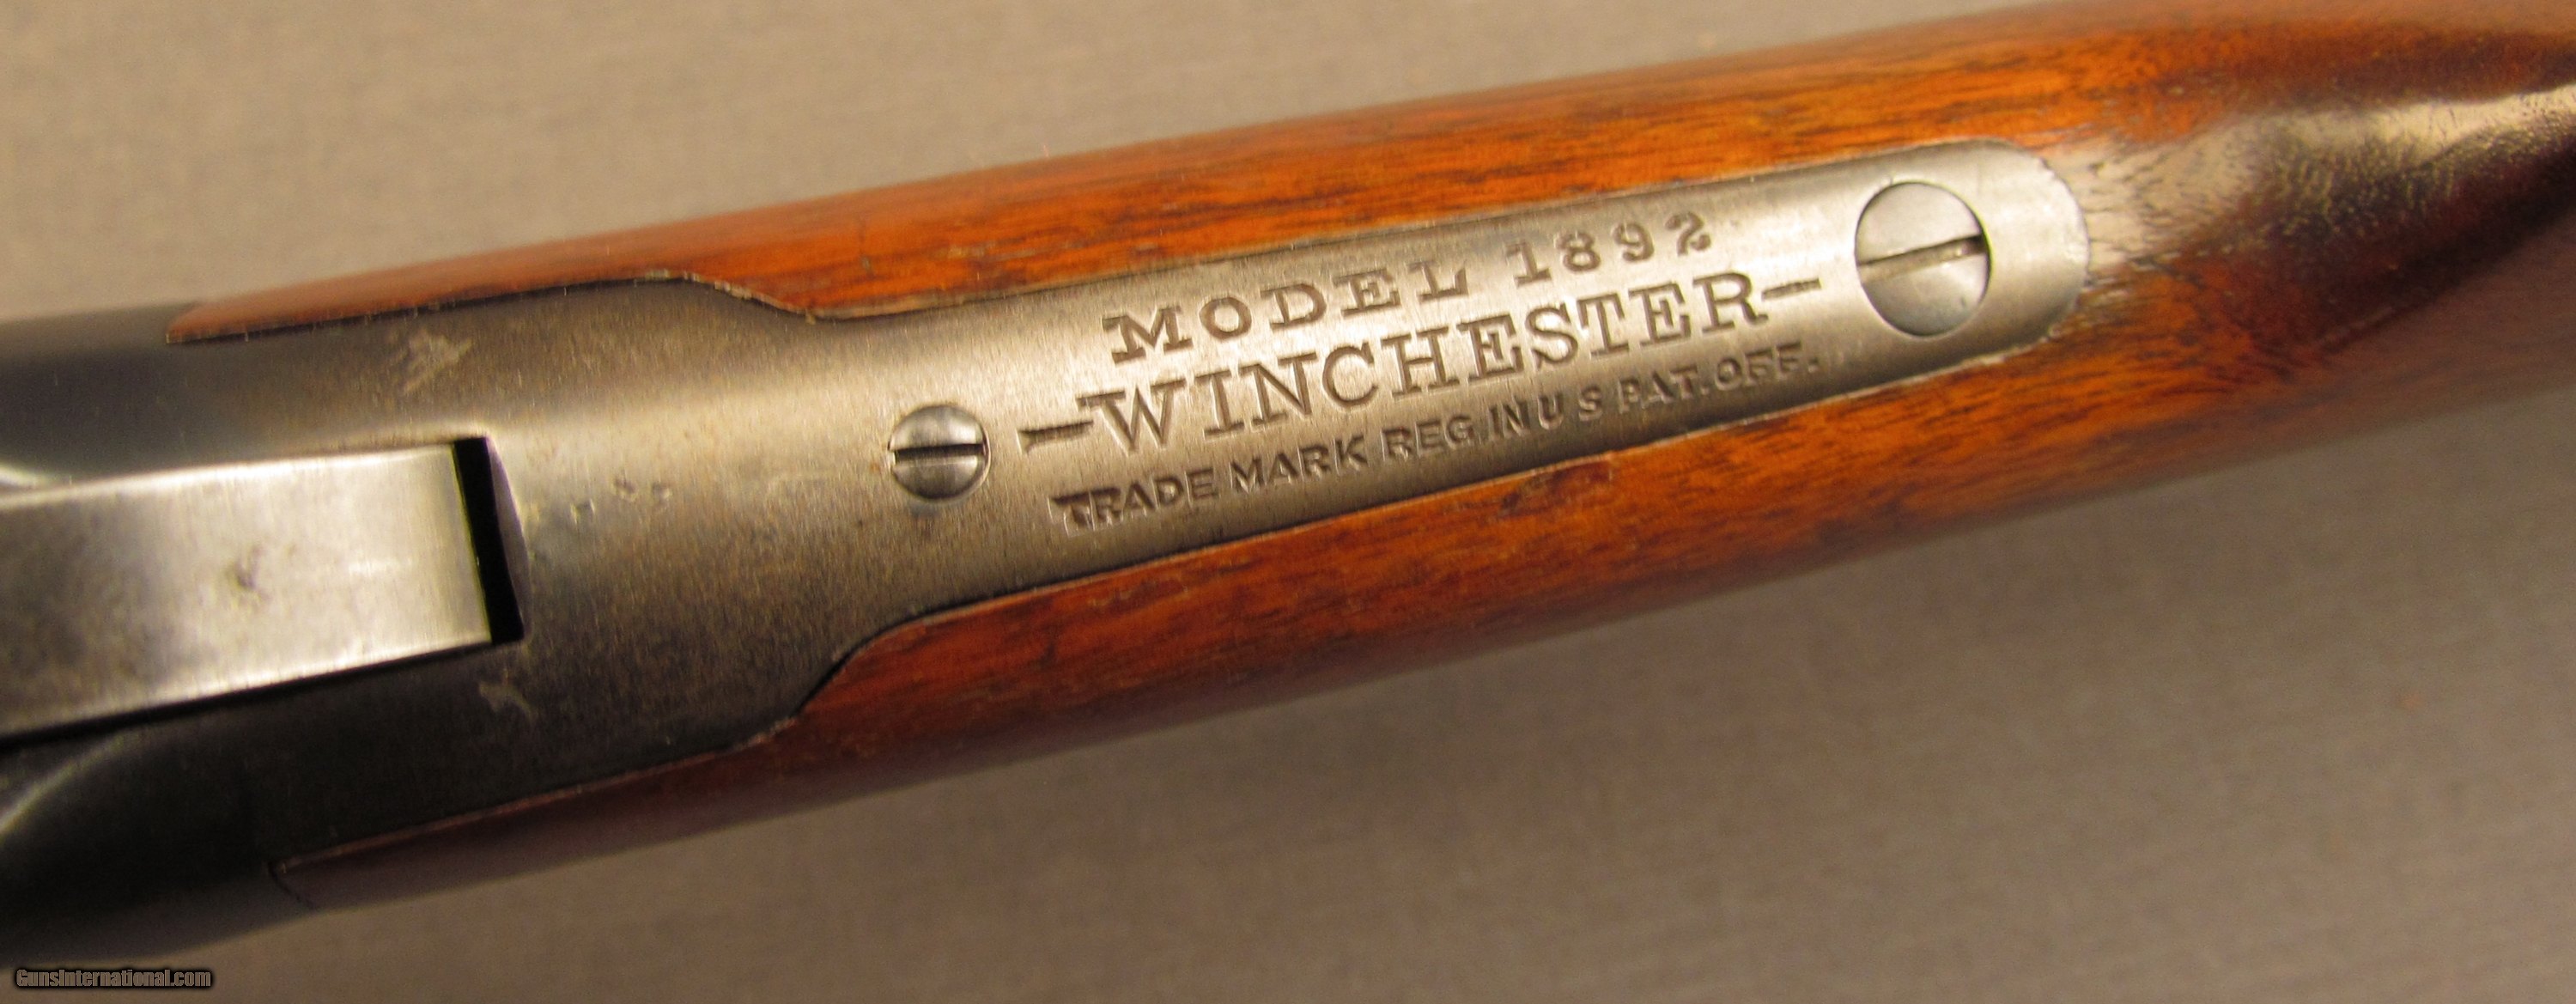 MODEL 1892
-WINCHESTER-
TRADE MARK REG. IN U S PAT. OFF.
GunsInternational.com